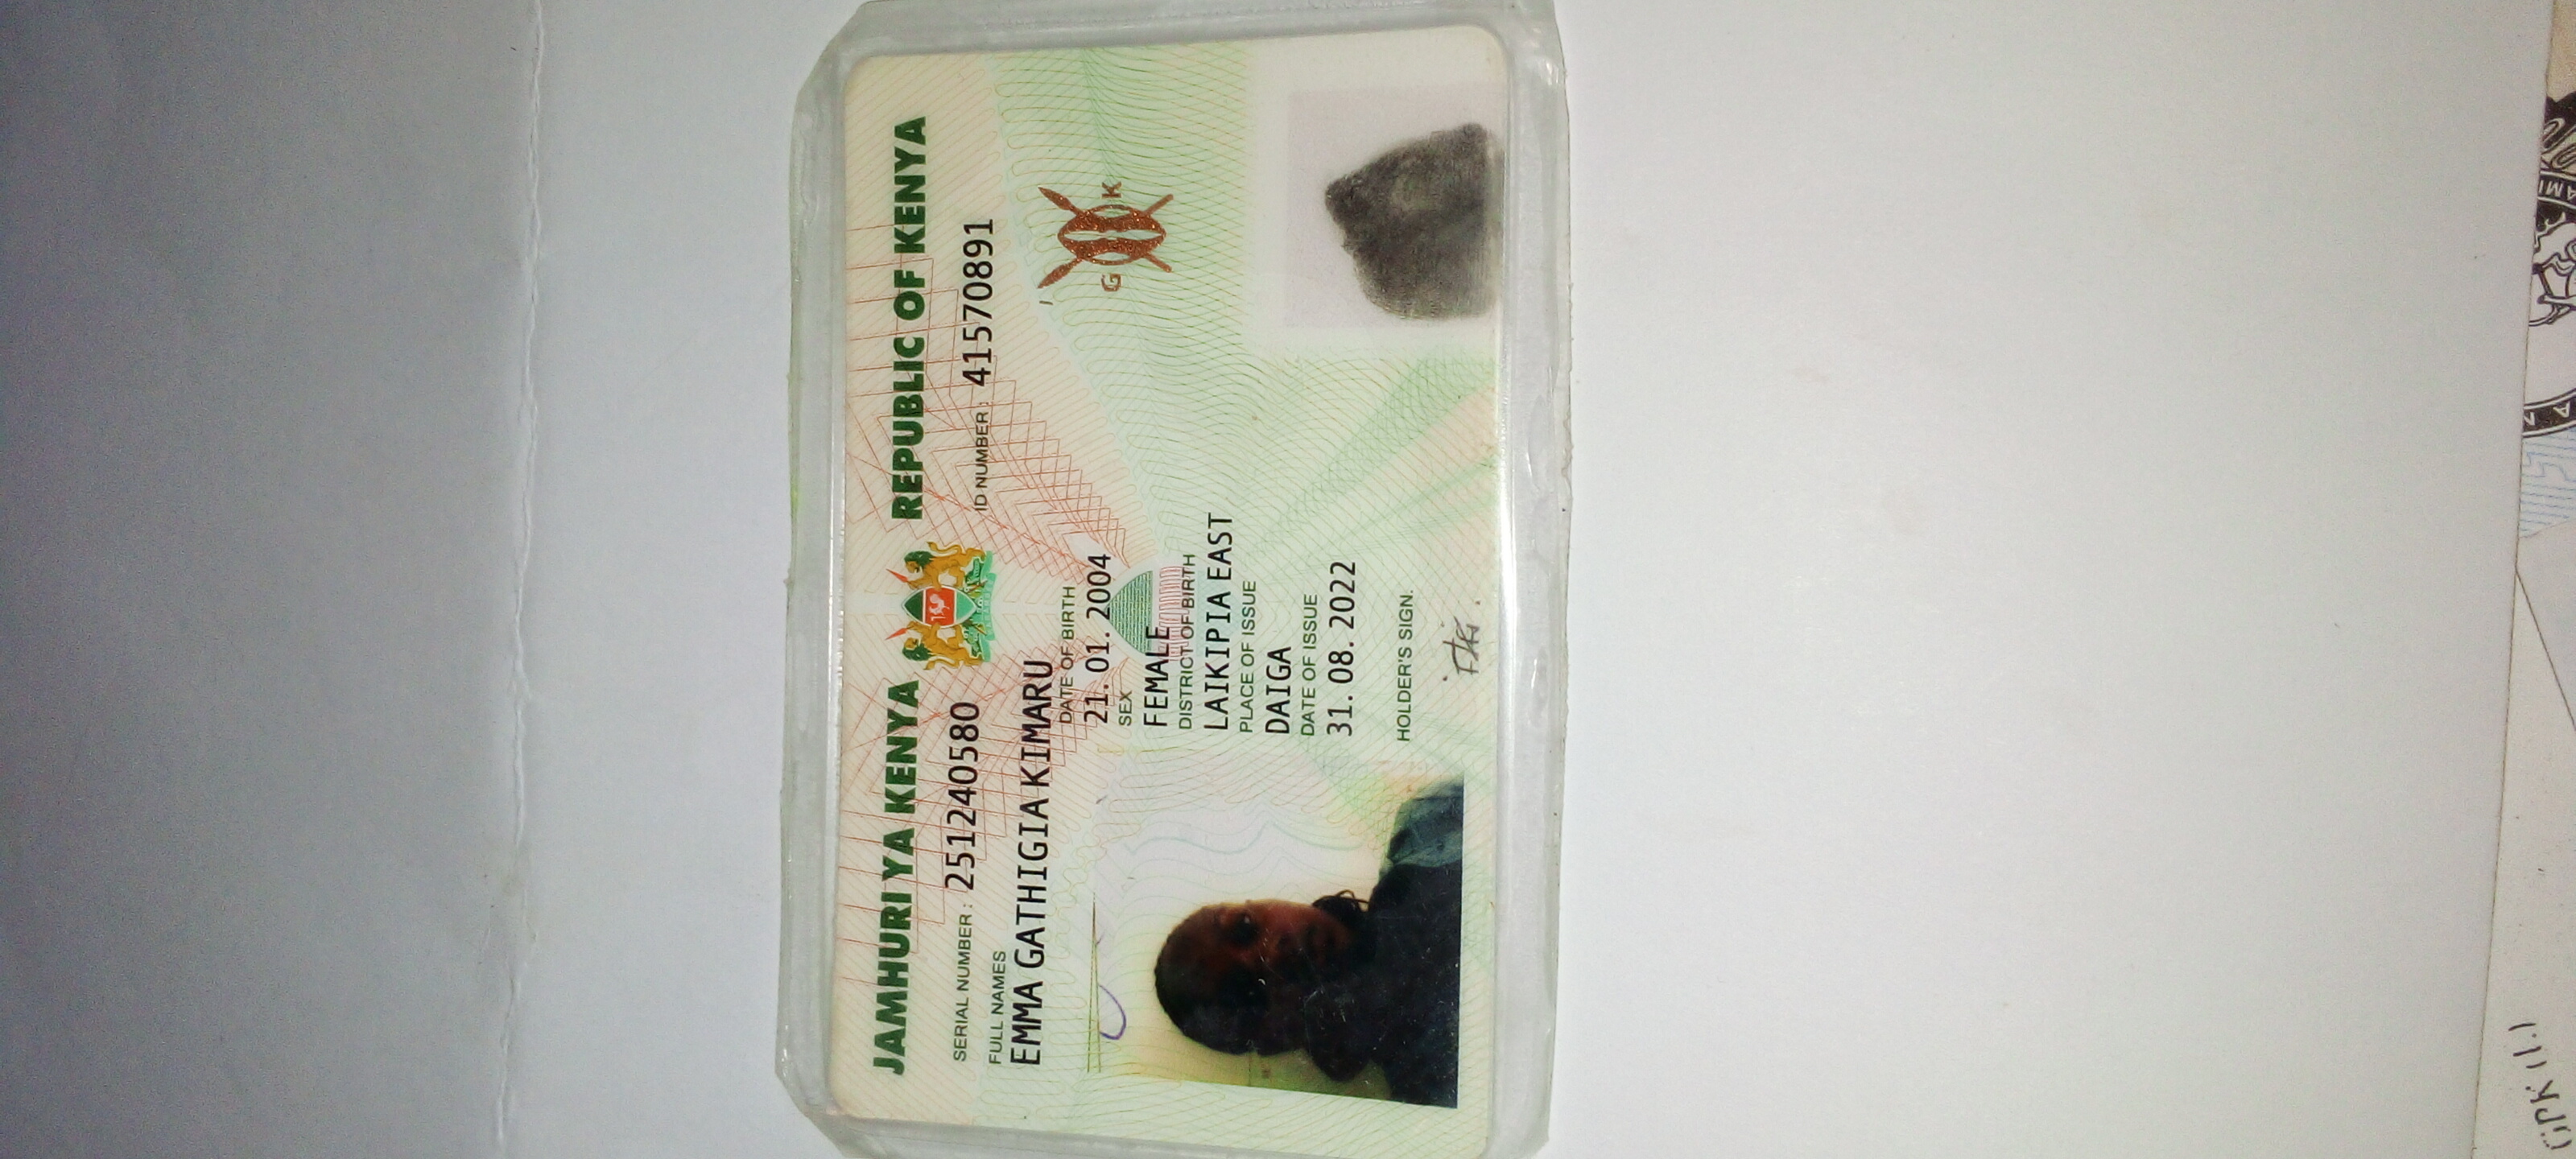 JAMHURI YA KENYA REPUBLIC OF KENYA
SERIAL NUMBER: 251240580 ID NUMBER: 41570891
FULL NAMES
EMMA GATHIGIA KIMARU
DATE OF BIRTH
21. 01. 2004
SEX
FEMALE
DISTRICT OF BIRTH
LAIKIPIA EAST
PLACE OF ISSUE
DAIGA
DATE OF ISSUE
31. 08. 2022
HOLDER'S SIGN.
G K
GPK (L)